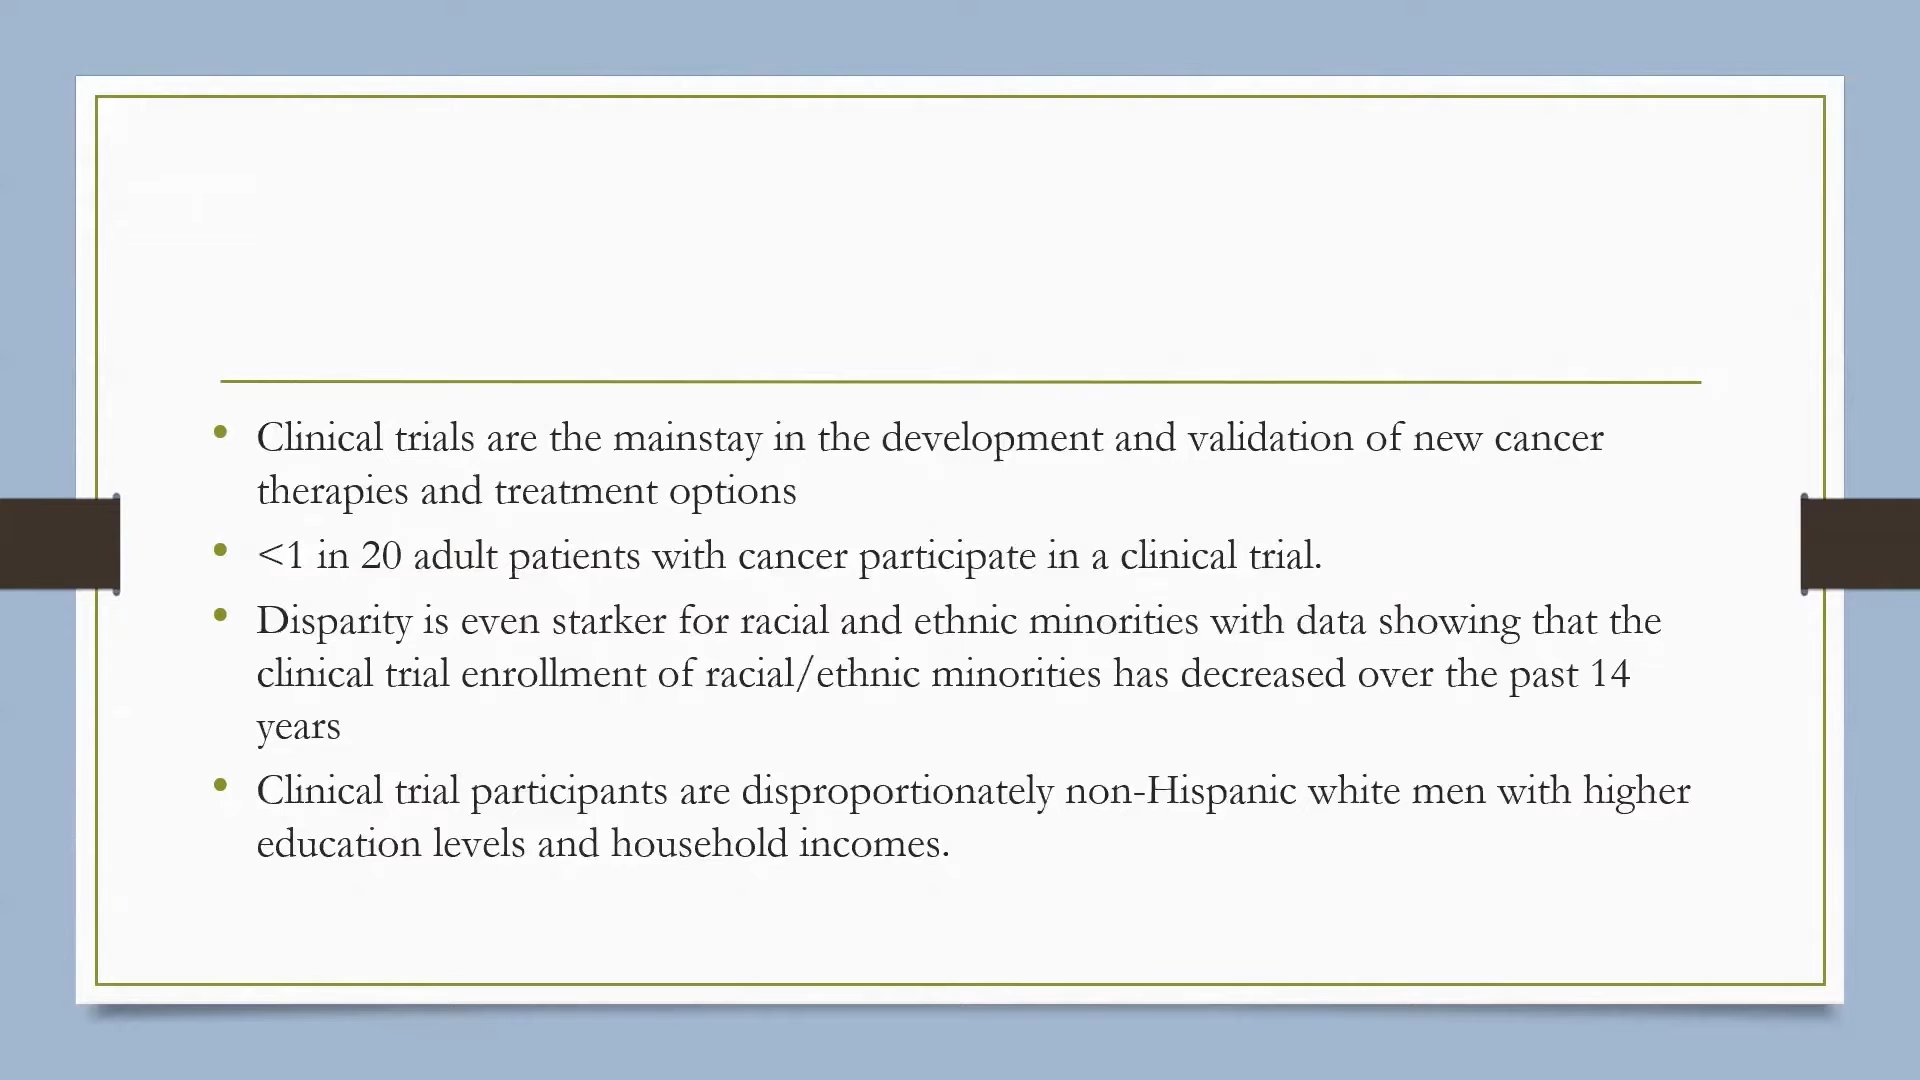 • Clinical trials are the mainstay in the development and validation of new cancer
therapies and treatment options
• <1 in 20 adult patients with cancer participate in a clinical trial.
• Disparity is even starker for racial and ethnic minorities with data showing that the
clinical trial enrollment of racial/ethnic minorities has decreased over the past 14
years
• Clinical trial participants are disproportionately non-Hispanic white men with higher
education levels and household incomes.